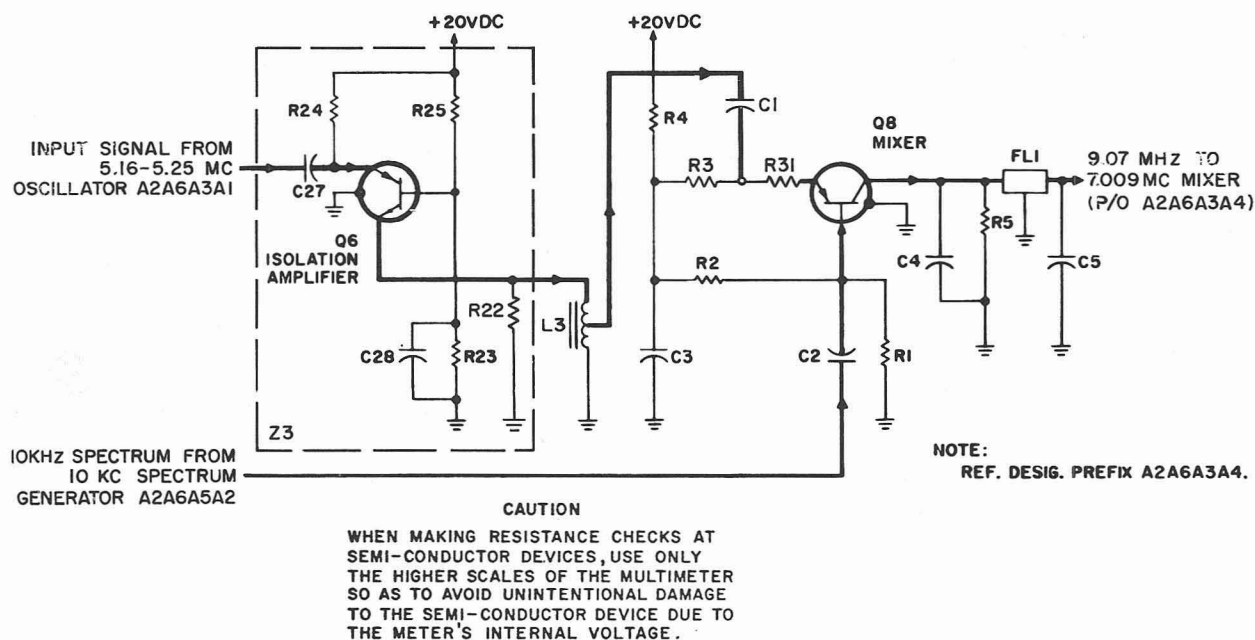 +20VDC
+20VDC
R24
R25
R4
C1
Q8
MIXER
INPUT SIGNAL FROM
5.16-5.25 MC
OSCILLATOR A2A6A3A1
C27
R3
R31
FL1
9.07 MHZ TO
7.009 MC MIXER
(P/O A2A6A3A4)
Q6
ISOLATION
AMPLIFIER
R2
C4
R5
C5
R22
L3
C28
R23
C3
C2
R1
Z3
10KHz SPECTRUM FROM
10 KC SPECTRUM
GENERATOR A2A6A5A2
NOTE:
REF. DESIG. PREFIX A2A6A3A4.
CAUTION
WHEN MAKING RESISTANCE CHECKS AT
SEMI-CONDUCTOR DEVICES, USE ONLY
THE HIGHER SCALES OF THE MULTIMETER
SO AS TO AVOID UNINTENTIONAL DAMAGE
TO THE SEMI-CONDUCTOR DEVICE DUE TO
THE METER'S INTERNAL VOLTAGE.